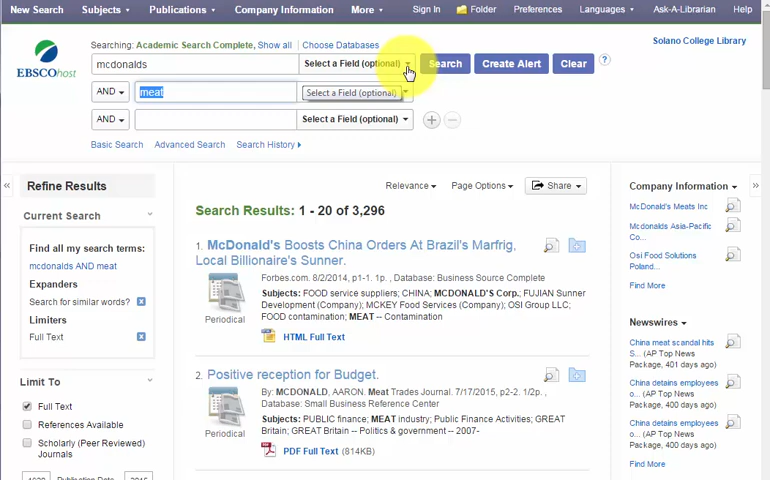 New Search Subjects Publications Company Information More Sign In Folder Preferences Languages Ask-A-Librarian Help
Searching: Academic Search Complete, Show all Choose Databases
Solano College Library
EBSCOhost
mcdonalds Select a Field (optional) Search Create Alert Clear ?
AND meat Select a Field (optional)
AND Select a Field (optional)
Basic Search Advanced Search Search History
« Refine Results
Relevance Page Options Share
Company Information »
Current Search
Find all my search terms:
mcdonalds AND meat
Expanders
Search for similar words?
Limiters
Full Text
Limit To
Full Text
References Available
Scholarly (Peer Reviewed)
Journals
Publication Date
Search Results: 1 - 20 of 3,296
1. McDonald's Boosts China Orders At Brazil's Marfrig,
Local Billionaire's Sunner.
Periodical
Forbes.com. 8/2/2014, p1-1. 1p. , Database: Business Source Complete
Subjects: FOOD service suppliers; CHINA; MCDONALD'S Corp.; FUJIAN Sunner
Development (Company); MCKEY Food Services (Company); OSI Group LLC;
FOOD contamination; MEAT -- Contamination
HTML Full Text
2. Positive reception for Budget.
Periodical
By: MCDONALD, AARON. Meat Trades Journal. 7/17/2015, p2-2. 1/2p. ,
Database: Small Business Reference Center
Subjects: PUBLIC finance; MEAT industry; Public Finance Activities; GREAT
Britain; GREAT Britain -- Politics & government -- 2007-
PDF Full Text (814KB)
McDonald's Meats Inc
McDonalds Asia-Pacific
Co...
Osi Food Solutions
Poland...
Find More
Newswires
China meat scandal hits
S... (AP Top News
Package, 401 days ago)
China detains employees
o... (AP Top News
Package, 400 days ago)
China detains employees
o... (AP Top News
Package, 400 days ago)
Find More